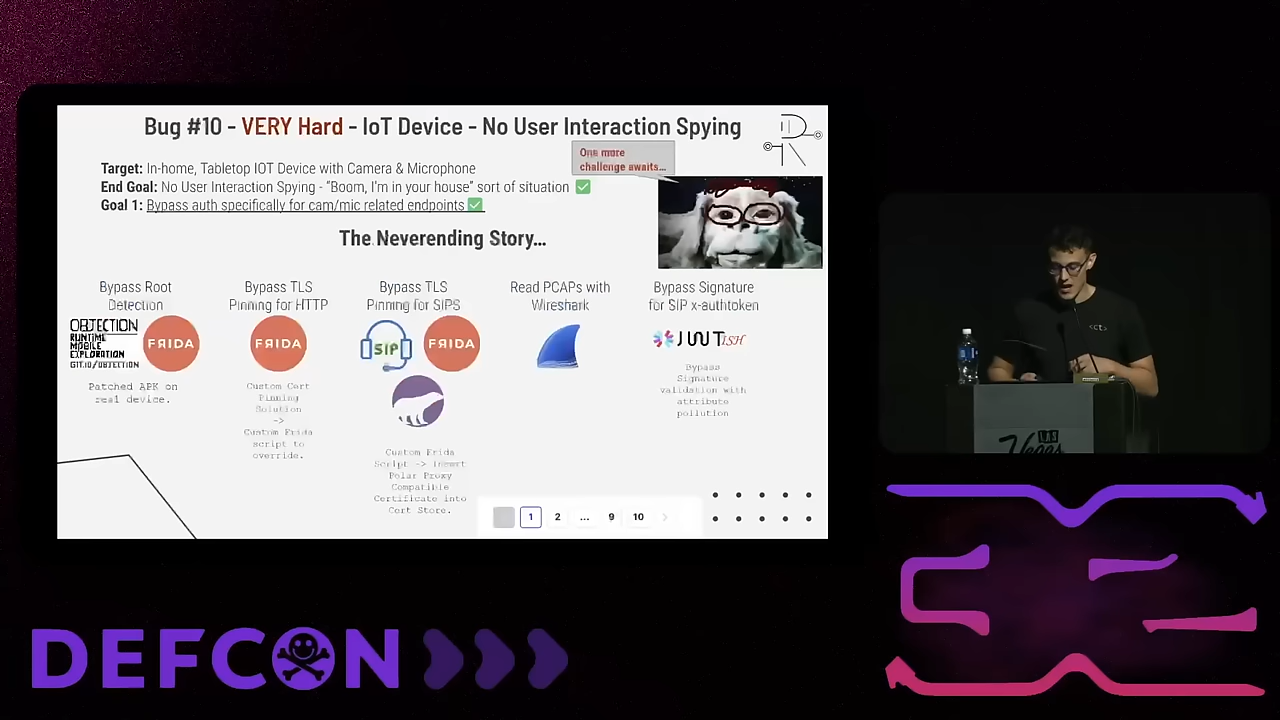 Bug #10 - VERY Hard - IoT Device - No User Interaction Spying
One more
challenge awaits...
Target: In-home, Tabletop IOT Device with Camera & Microphone
End Goal: No User Interaction Spying - "Boom, I'm in your house" sort of situation
Goal 1: Bypass auth specifically for cam/mic related endpoints
The Neverending Story...
Bypass Root
Detection
OBJECTION
RUNTIME
MOBILE
EXPLORATION
GIT.IO/OBJECTION
FRIDA
Patched APK on
real device.
Bypass TLS
Pinning for HTTP
FRIDA
Custom Cert
Pinning
Solution
->
Custom Frida
script to
override.
Bypass TLS
Pinning for SIPS
SIP
FRIDA
Custom Frida
Script -> insert
Polar Proxy
Compatible
Certificate into
Cert Store.
Read PCAPs with
Wireshark
Bypass Signature
for SIP x-authtoken
JWTISH
Bypass
Signature
validation with
attribute
pollution
1 2 ... 9 10 >
LAS
Vegas
DEFCON